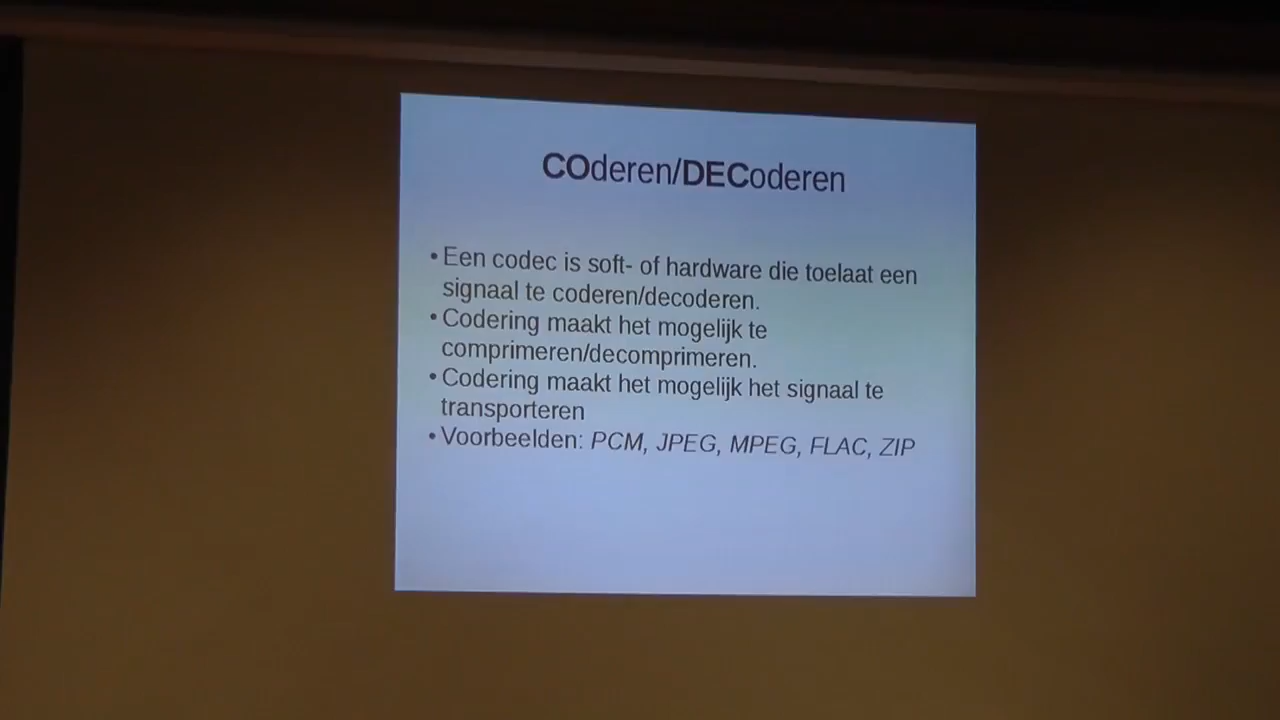 COderen/DECoderen
• Een codec is soft- of hardware die toelaat een
signaal te coderen/decoderen.
• Codering maakt het mogelijk te
comprimeren/decomprimeren.
• Codering maakt het mogelijk het signaal te
transporteren
• Voorbeelden: PCM, JPEG, MPEG, FLAC, ZIP